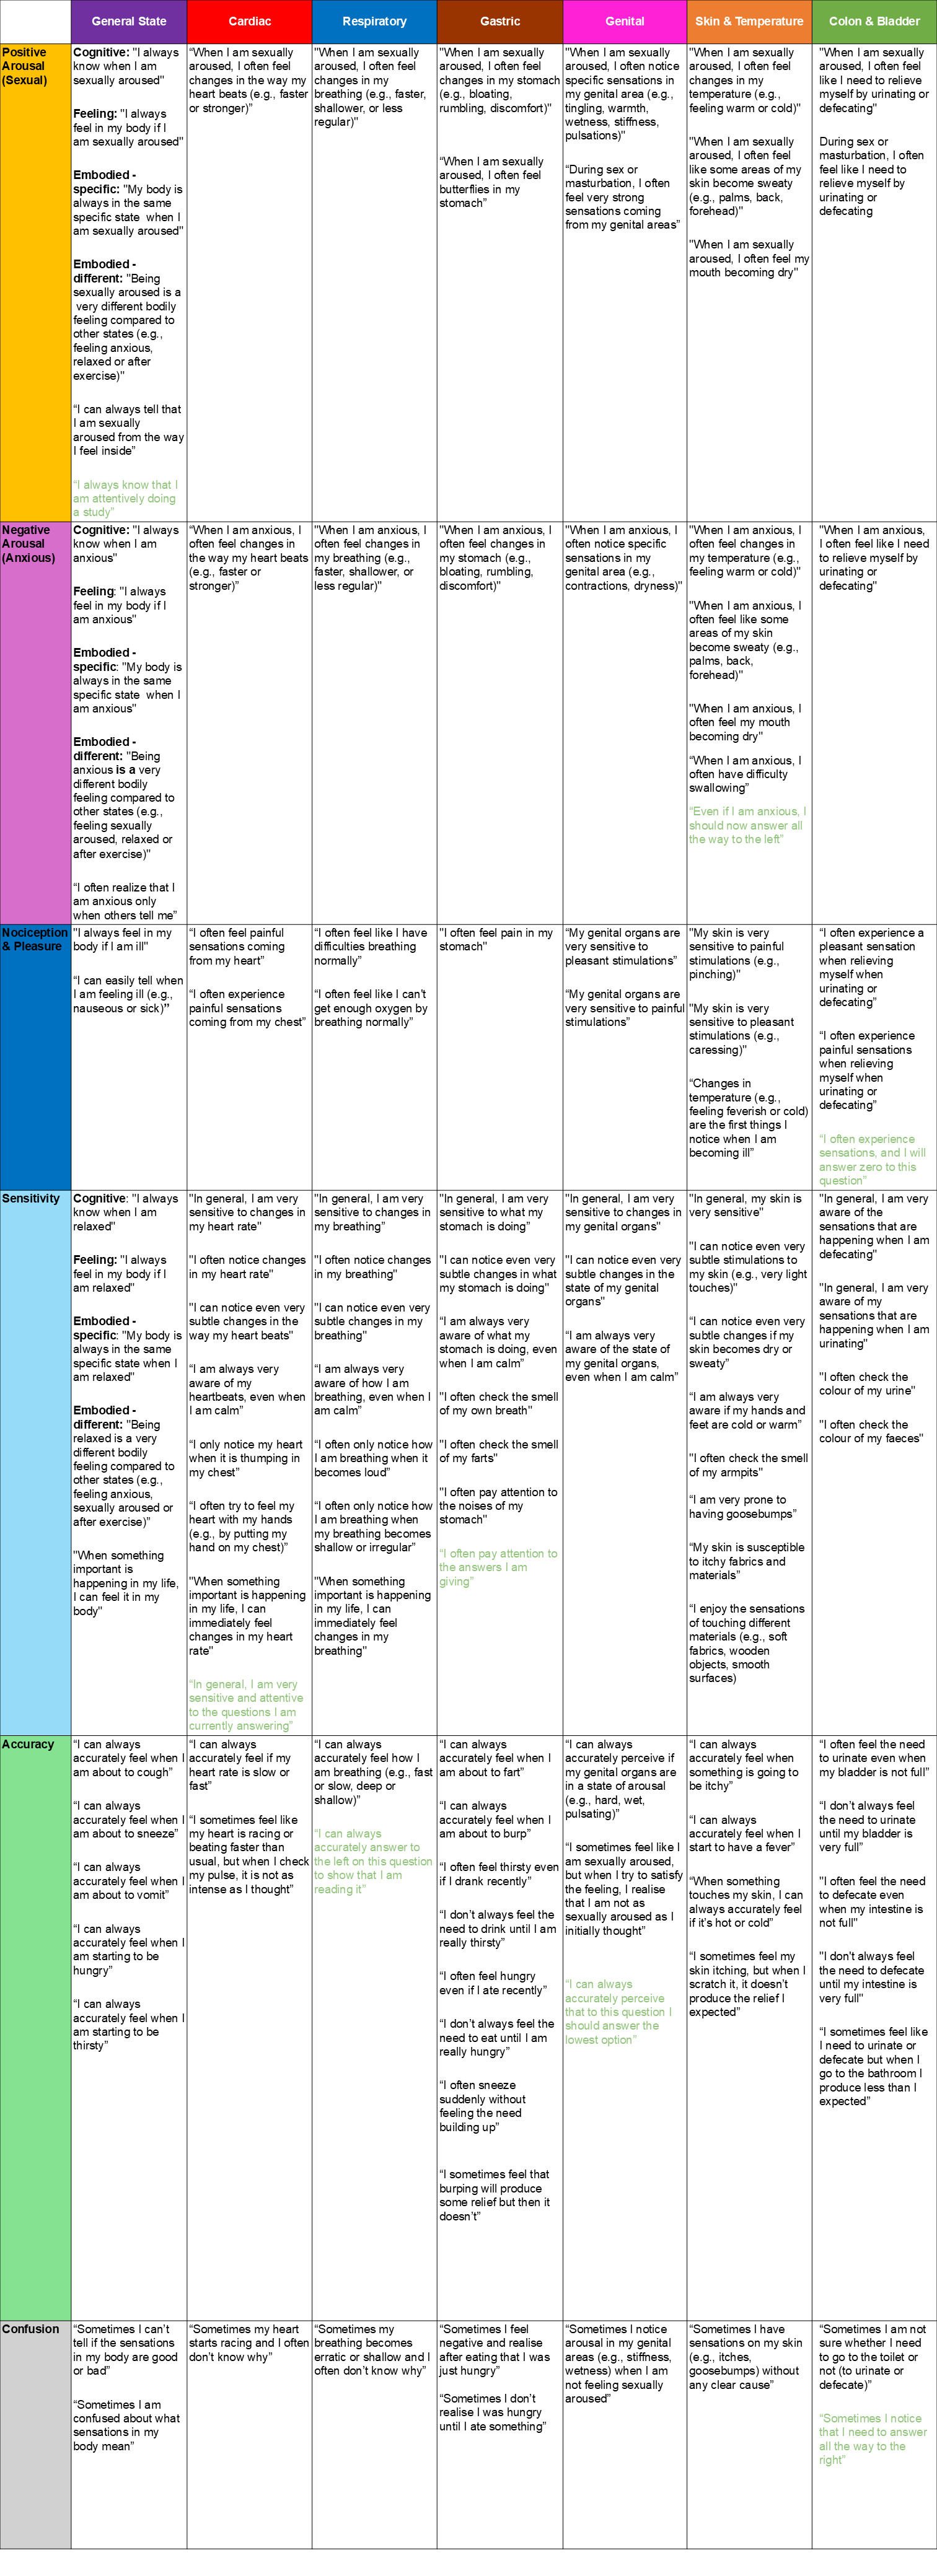 General State
Cardiac
Respiratory
Gastric
Genital
Skin & Temperature
Colon & Bladder
Positive
Arousal
(Sexual)
Cognitive: "I always
know when I am
sexually aroused"
Feeling: "I always
feel in my body if I
am sexually aroused"
Embodied -
specific: "My body is
always in the same
specific state  when I
am sexually aroused"
Embodied -
different: "Being
sexually aroused is a
very different bodily
feeling compared to
other states (e.g.,
feeling anxious,
relaxed or after
exercise)"
“I can always tell that
I am sexually
aroused from the way
I feel inside”
“I always know that I
am attentively doing
a study”
“When I am sexually
aroused, I often feel
changes in the way my
heart beats (e.g., faster
or stronger)”
"When I am sexually
aroused, I often feel
changes in my
breathing (e.g., faster,
shallower, or less
regular)"
“When I am sexually
aroused, I often feel
changes in my stomach
(e.g., bloating,
rumbling, discomfort)"
“When I am sexually
aroused, I often feel
butterflies in my
stomach”
"When I am sexually
aroused, I often notice
specific sensations in
my genital area (e.g.,
tingling, warmth,
wetness, stiffness,
pulsations)"
“During sex or
masturbation, I often
feel very strong
sensations coming
from my genital areas”
"When I am sexually
aroused, I often feel
changes in my
temperature (e.g.,
feeling warm or cold)"
"When I am sexually
aroused, I often feel
like some areas of my
skin become sweaty
(e.g., palms, back,
forehead)"
"When I am sexually
aroused, I often feel my
mouth becoming dry"
"When I am sexually
aroused, I often feel
like I need to relieve
myself by urinating or
defecating"
During sex or
masturbation, I often
feel like I need to
relieve myself by
urinating or
defecating
Negative
Arousal
(Anxious)
Cognitive: "I always
know when I am
anxious"
Feeling: "I always
feel in my body if I
am anxious"
Embodied -
specific: "My body is
always in the same
specific state  when I
am anxious"
Embodied -
different: "Being
anxious is a very
different bodily
feeling compared to
other states (e.g.,
feeling sexually
aroused, relaxed or
after exercise)"
“I often realize that I
am anxious only
when others tell me”
“When I am anxious, I
often feel changes in
the way my heart beats
(e.g., faster or
stronger)”
"When I am anxious, I
often feel changes in
my breathing (e.g.,
faster, shallower, or
less regular)"
“When I am anxious, I
often feel changes in
my stomach (e.g.,
bloating, rumbling,
discomfort)"
"When I am anxious, I
often notice specific
sensations in my
genital area (e.g.,
contractions, dryness)"
"When I am anxious, I
often feel changes in my
temperature (e.g.,
feeling warm or cold)"
"When I am anxious, I
often feel like some
areas of my skin
become sweaty (e.g.,
palms, back,
forehead)"
"When I am anxious, I
often feel my mouth
becoming dry"
“When I am anxious, I
often have difficulty
swallowing”
“Even if I am anxious, I
should now answer all
the way to the left”
"When I am anxious,
I often feel like I need
to relieve myself by
urinating or
defecating"
Nociception
& Pleasure
"I always feel in my
body if I am ill"
“I can easily tell when
I am feeling ill (e.g.,
nauseous or sick)”
“I often feel painful
sensations coming
from my heart”
“I often experience
painful sensations
coming from my chest”
“I often feel like I have
difficulties breathing
normally”
“I often feel like I can’t
get enough oxygen by
breathing normally”
"I often feel pain in my
stomach"
“My genital organs are
very sensitive to
pleasant stimulations”
“My genital organs are
very sensitive to painful
stimulations”
"My skin is very
sensitive to painful
stimulations (e.g.,
pinching)"
"My skin is very
sensitive to pleasant
stimulations (e.g.,
caressing)"
“Changes in
temperature (e.g.,
feeling feverish or cold)
are the first things I
notice when I am
becoming ill”
“I often experience a
pleasant sensation
when relieving
myself when
urinating or
defecating”
“I often experience
painful sensations
when relieving
myself when
urinating or
defecating”
“I often experience
sensations, and I will
answer zero to this
question”
Sensitivity
Cognitive: "I always
know when I am
relaxed"
Feeling: "I always
feel in my body if I
am relaxed"
Embodied -
specific: "My body is
always in the same
specific state when I
am relaxed"
Embodied -
different: "Being
relaxed is a very
different bodily
feeling compared to
other states (e.g.,
feeling anxious,
sexually aroused or
after exercise)”
"When something
important is
happening in my life,
I can feel it in my
body"
"In general, I am very
sensitive to changes in
my heart rate"
"I often notice changes
in my heart rate"
"I can notice even very
subtle changes in the
way my heart beats"
“I am always very
aware of my
heartbeats, even when
I am calm”
“I only notice my heart
when it is thumping in
my chest”
“I often try to feel my
heart with my hands
(e.g., by putting my
hand on my chest)”
"When something
important is happening
in my life, I can
immediately feel
changes in my heart
rate"
“In general, I am very
sensitive and attentive
to the questions I am
currently answering”
"In general, I am very
sensitive to changes in
my breathing”
"I often notice changes
in my breathing"
"I can notice even very
subtle changes in my
breathing"
“I am always very
aware of how I am
breathing, even when I
am calm”
“I often only notice how
I am breathing when it
becomes loud”
“I often only notice how
I am breathing when
my breathing becomes
shallow or irregular”
"When something
important is happening
in my life, I can
immediately feel
changes in my
breathing"
"In general, I am very
sensitive to what my
stomach is doing”
"I can notice even very
subtle changes in what
my stomach is doing"
“I am always very
aware of what my
stomach is doing, even
when I am calm”
"I often check the smell
of my own breath"
"I often check the smell
of my farts"
"I often pay attention to
the noises of my
stomach"
“I often pay attention to
the answers I am
giving”
"In general, I am very
sensitive to changes in
my genital organs"
"I can notice even very
subtle changes in the
state of my genital
organs"
“I am always very
aware of the state of
my genital organs,
even when I am calm”
"In general, my skin is
very sensitive"
"I can notice even very
subtle stimulations to
my skin (e.g., very light
touches)"
“I can notice even very
subtle changes if my
skin becomes dry or
sweaty”
“I am always very
aware if my hands and
feet are cold or warm”
"I often check the smell
of my armpits"
“I am very prone to
having goosebumps”
“My skin is susceptible
to itchy fabrics and
materials”
“I enjoy the sensations
of touching different
materials (e.g., soft
fabrics, wooden
objects, smooth
surfaces)
"In general, I am very
aware of the
sensations that are
happening when I am
defecating"
"In general, I am very
aware of my
sensations that are
happening when I am
urinating"
"I often check the
colour of my urine"
"I often check the
colour of my faeces"
Accuracy
“I can always
accurately feel when I
am about to cough”
“I can always
accurately feel when I
am about to sneeze”
“I can always
accurately feel when I
am about to vomit”
“I can always
accurately feel when I
am starting to be
hungry”
“I can always
accurately feel when I
am starting to be
thirsty”
“I can always
accurately feel if my
heart rate is slow or
fast”
“I sometimes feel like
my heart is racing or
beating faster than
usual, but when I check
my pulse, it is not as
intense as I thought”
“I can always
accurately feel how I
am breathing (e.g., fast
or slow, deep or
shallow)”
“I can always
accurately answer to
the left on this question
to show that I am
reading it”
“I can always
accurately feel when I
am about to fart”
“I can always
accurately feel when I
am about to burp”
“I often feel thirsty even
if I drank recently”
“I don’t always feel the
need to drink until I am
really thirsty”
“I often feel hungry
even if I ate recently”
“I don’t always feel the
need to eat until I am
really hungry”
“I often sneeze
suddenly without
feeling the need
building up”
“I sometimes feel that
burping will produce
some relief but then it
doesn’t”
“I can always
accurately perceive if
my genital organs are
in a state of arousal
(e.g., hard, wet,
pulsating)”
“I sometimes feel like I
am sexually aroused,
but when I try to satisfy
the feeling, I realise
that I am not as
sexually aroused as I
initially thought”
“I can always
accurately perceive
that to this question I
should answer the
lowest option”
“I can always
accurately feel when
something is going to
be itchy”
“I can always
accurately feel when I
start to have a fever”
“When something
touches my skin, I can
always accurately feel
if it’s hot or cold”
“I sometimes feel my
skin itching, but when I
scratch it, it doesn’t
produce the relief I
expected”
“I often feel the need
to urinate even when
my bladder is not full”
“I don’t always feel
the need to urinate
until my bladder is
very full”
“I often feel the need
to defecate even
when my intestine is
not full"
"I don't always feel
the need to defecate
until my intestine is
very full"
“I sometimes feel like
I need to urinate or
defecate but when I
go to the bathroom I
produce less than I
expected”
Confusion
“Sometimes I can’t
tell if the sensations
in my body are good
or bad”
“Sometimes I am
confused about what
sensations in my
body mean”
“Sometimes my heart
starts racing and I often
don’t know why”
“Sometimes my
breathing becomes
erratic or shallow and I
often don’t know why”
“Sometimes I feel
negative and realise
after eating that I was
just hungry”
“Sometimes I don’t
realise I was hungry
until I ate something”
“Sometimes I notice
arousal in my genital
areas (e.g., stiffness,
wetness) when I am
not feeling sexually
aroused”
“Sometimes I have
sensations on my skin
(e.g., itches,
goosebumps) without
any clear cause”
“Sometimes I am not
sure whether I need
to go to the toilet or
not (to urinate or
defecate)”
“Sometimes I notice
that I need to answer
all the way to the
right”